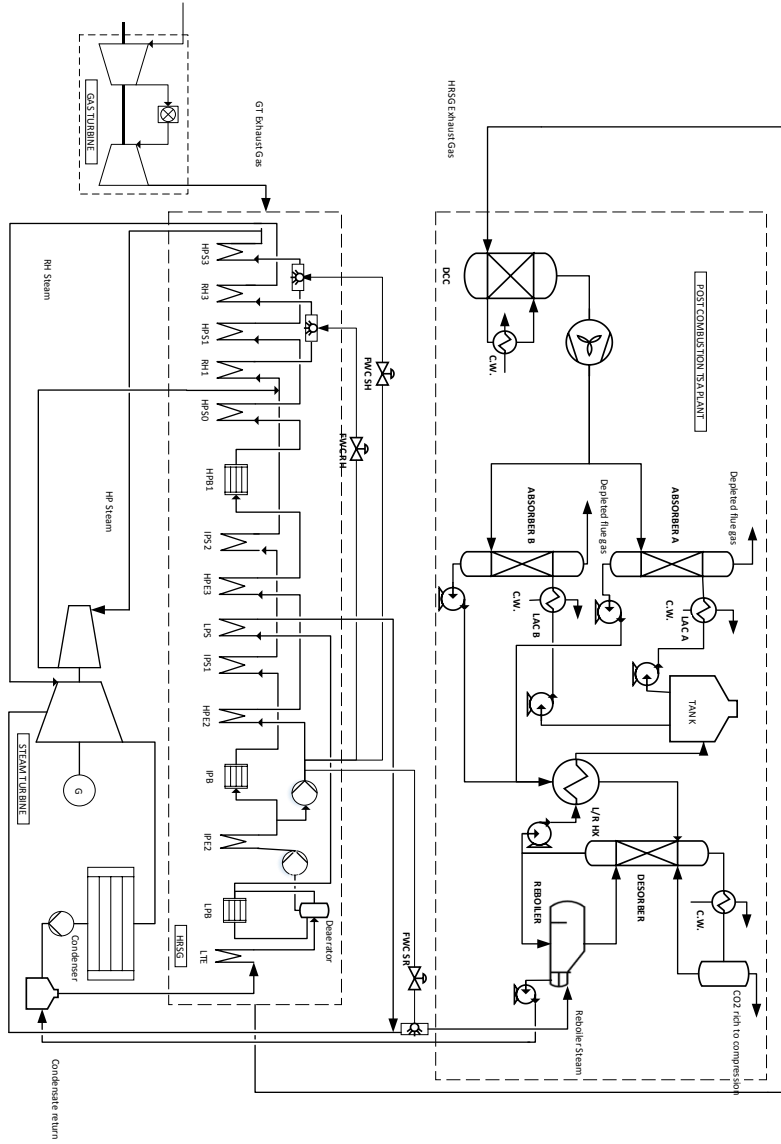 HRSG Exhaust Gas
POST COMBUSTION TSA PLANT
DCC
C.W.
ABSORBER A
Depleted flue gas
ABSORBER B
Depleted flue gas
LAC A
C.W.
LAC B
C.W.
TANK
L/R HX
DESORBER
REBOILER
C.W.
CO2 rich to compression
Reboiler Steam
GAS TURBINE
GT Exhaust Gas
HPS3
RH3
HPS1
RH1
HPS0
HPB1
IPS2
HPE3
LPS
IPS1
HPE2
IPB
IPE2
LPB
LTE
Deaerator
HRSG
FWC SH
FWC RH
FWC SR
RH Steam
HP Steam
STEAM TURBINE
G
Condenser
Condensate return